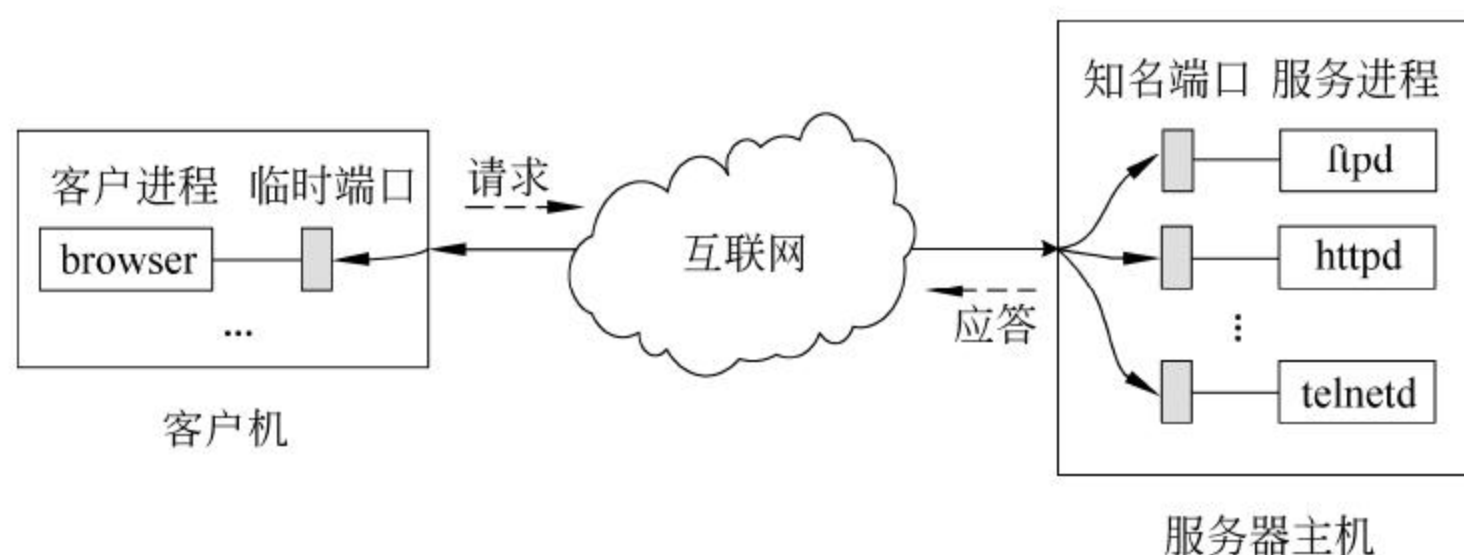 知名端口 服务进程
客户进程 临时端口
请求
ftpd
browser
互联网
httpd
...
应答
...
telnetd
客户机
服务器主机